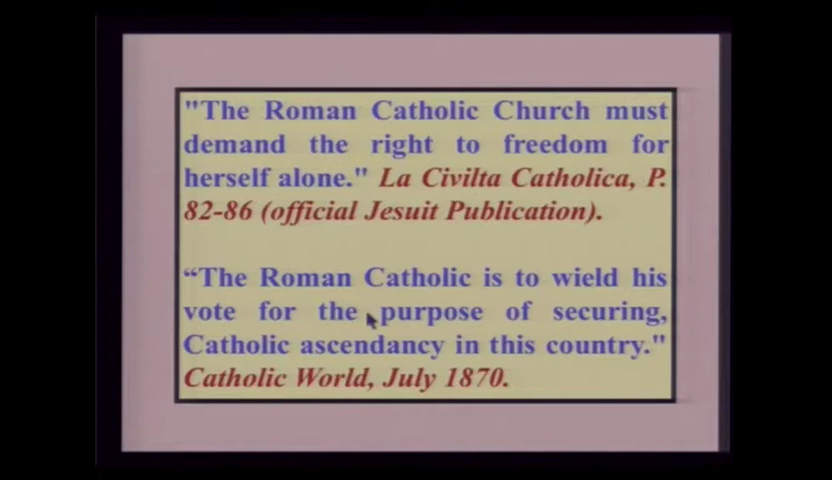 "The Roman Catholic Church must
demand the right to freedom for
herself alone." La Civilta Catholica, P.
82-86 (official Jesuit Publication).
“The Roman Catholic is to wield his
vote for the purpose of securing,
Catholic ascendancy in this country."
Catholic World, July 1870.